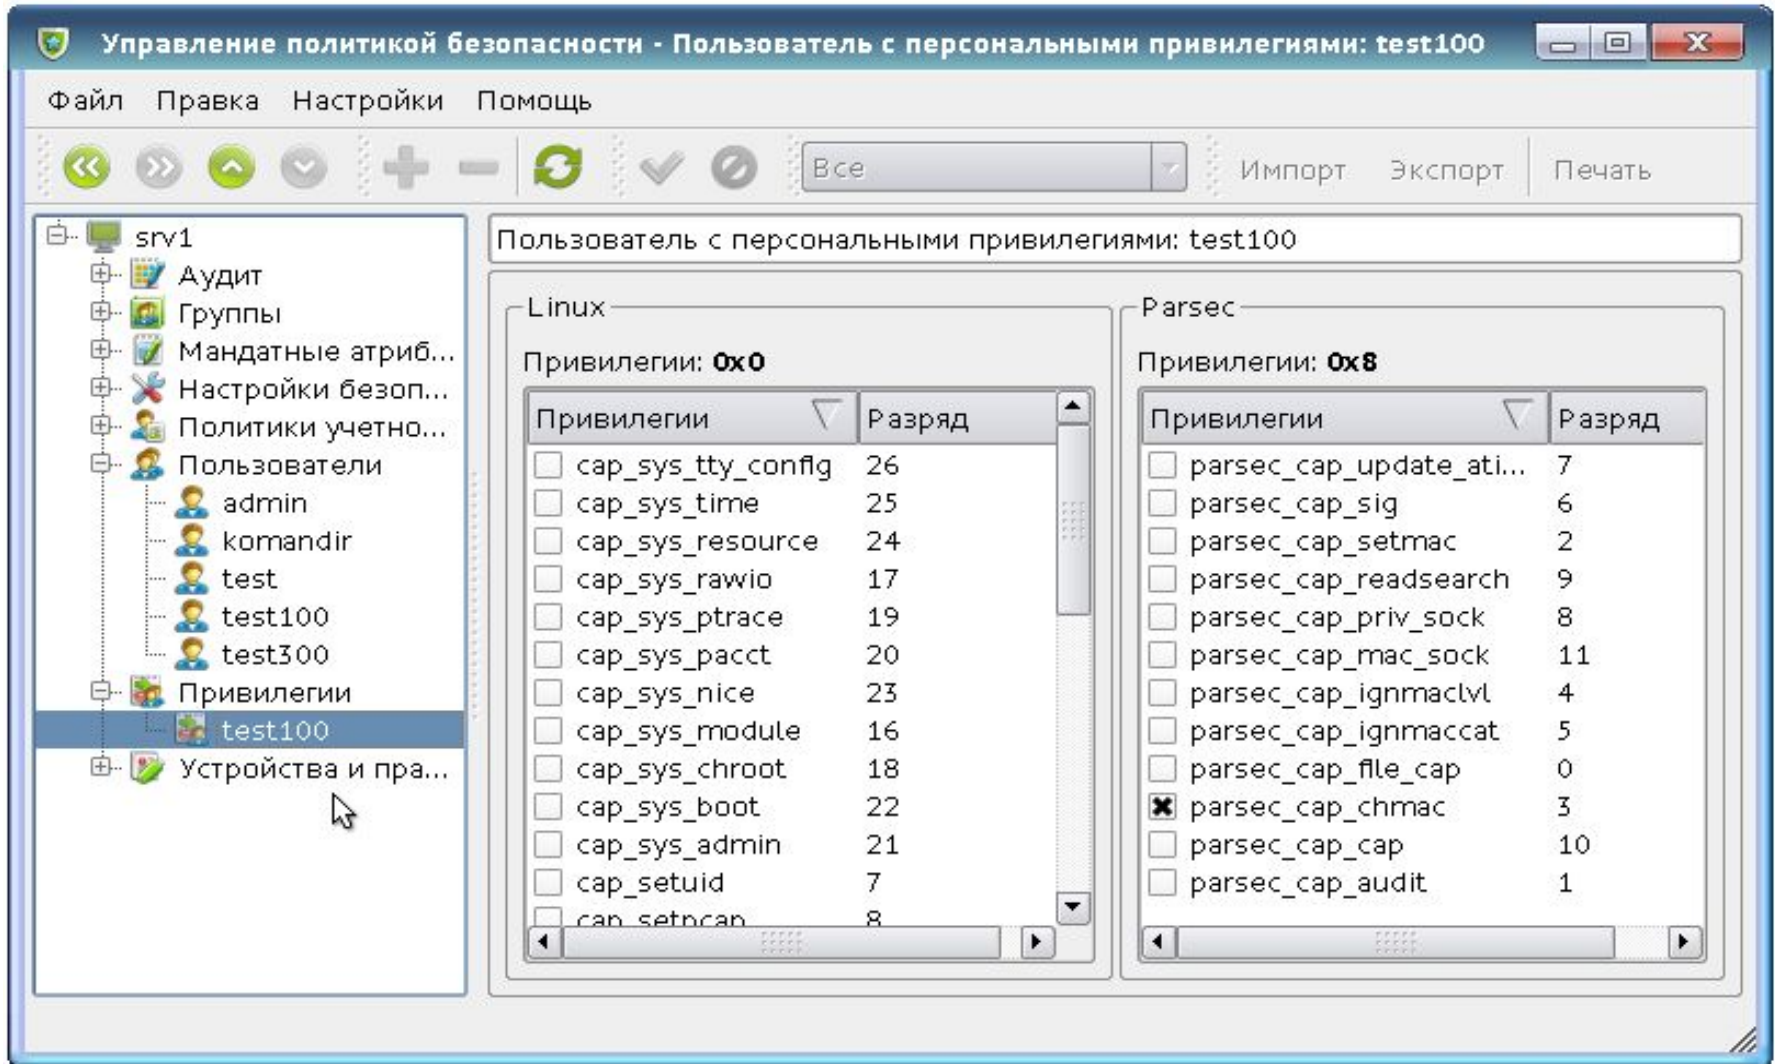 Управление политикой безопасности - Пользователь с персональными привилегиями: test100
Файл Правка Настройки Помощь
Все Импорт Экспорт Печать
srv1
Аудит
Группы
Мандатные атриб...
Настройки безоп...
Политики учетно...
Пользователи
admin
komandir
test
test100
test300
Привилегии
test100
Устройства и пра...
Пользователь с персональными привилегиями: test100
Linux
Привилегии: 0x0
Привилегии Разряд
cap_sys_tty_config 26
cap_sys_time 25
cap_sys_resource 24
cap_sys_rawio 17
cap_sys_ptrace 19
cap_sys_pacct 20
cap_sys_nice 23
cap_sys_module 16
cap_sys_chroot 18
cap_sys_boot 22
cap_sys_admin 21
cap_setuid 7
cap_setpcap 8
Parsec
Привилегии: 0x8
Привилегии Разряд
parsec_cap_update_ati... 7
parsec_cap_sig 6
parsec_cap_setmac 2
parsec_cap_readsearch 9
parsec_cap_priv_sock 8
parsec_cap_mac_sock 11
parsec_cap_ignmaclvl 4
parsec_cap_ignmaccat 5
parsec_cap_file_cap 0
parsec_cap_chmac 3
parsec_cap_cap 10
parsec_cap_audit 1